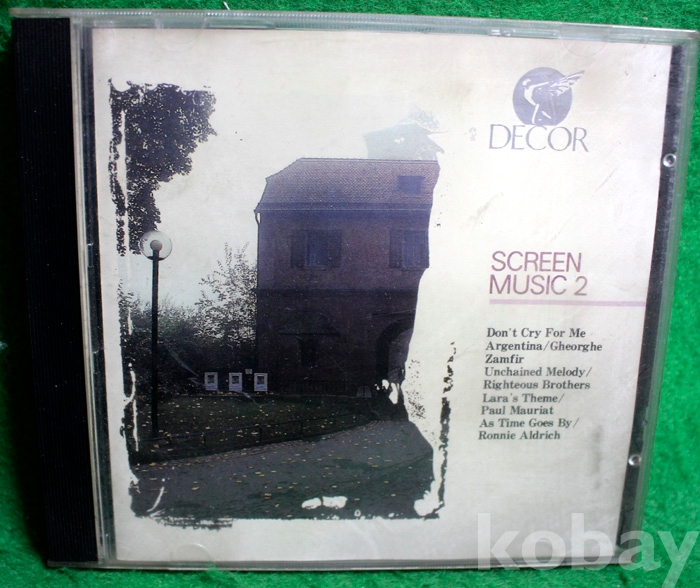 DECOR
SCREEN
MUSIC 2
Don't Cry For Me
Argentina/Gheorghe
Zamfir
Unchained Melody/
Righteous Brothers
Lara's Theme/
Paul Mauriat
As Time Goes By/
Ronnie Aldrich
kobay